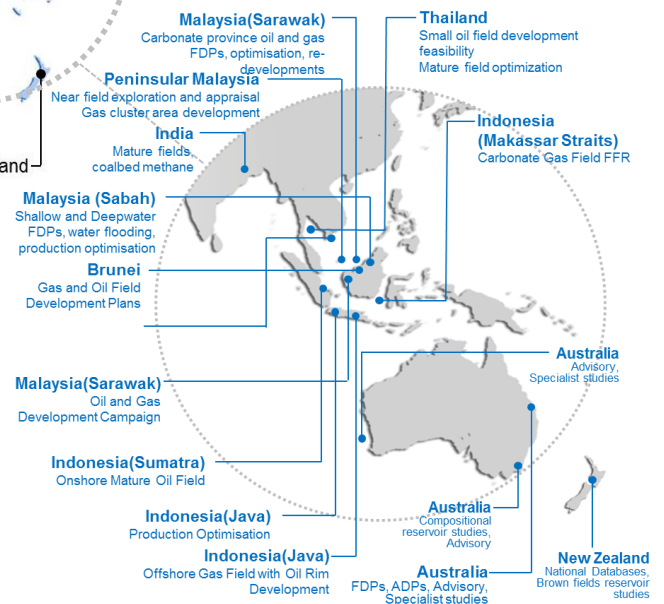 Malaysia(Sarawak)
Carbonate province oil and gas
FDPs, optimisation, re-
developments
Thailand
Small oil field development
feasibility
Mature field optimization
Peninsular Malaysia
Near field exploration and appraisal
Gas cluster area development
India
Mature fields,
coalbed methane
Indonesia
(Makassar Straits)
Carbonate Gas Field FFR
and
Malaysia (Sabah)
Shallow and Deepwater
FDPs, water flooding,
production optimisation
Brunei
Gas and Oil Field
Development Plans
Australia
Advisory,
Specialist studies
Malaysia(Sarawak)
Oil and Gas
Development Campaign
Indonesia(Sumatra)
Onshore Mature Oil Field
Indonesia(Java)
Production Optimisation
Australia
Compositional
reservoir studies,
Advisory
Indonesia(Java)
Offshore Gas Field with Oil Rim
Development
Australia
FDPs, ADPs, Advisory,
Specialist studies
New Zealand
National Databases,
Brown fields reservoir
studies